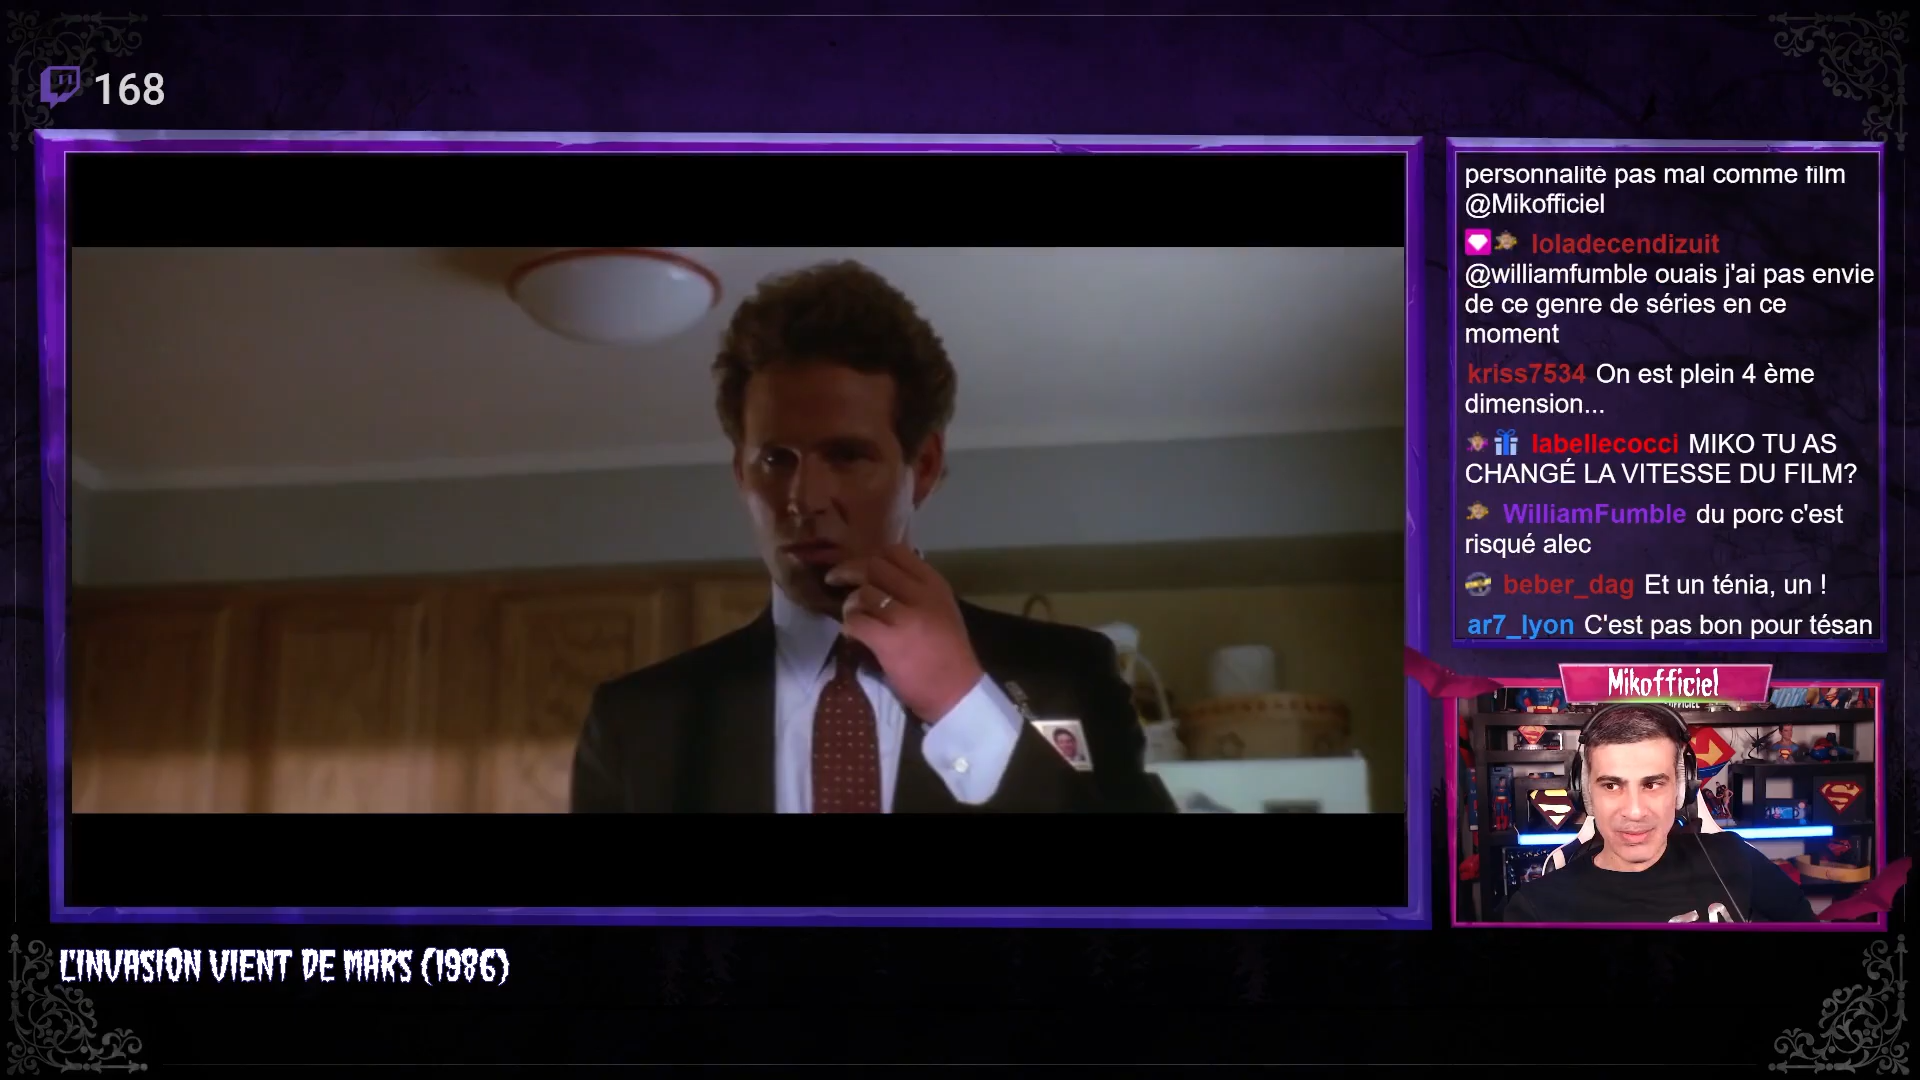 168
personnalité pas mal comme film
@Mikofficiel
loladecendizuit
@williamfumble ouais j'ai pas envie
de ce genre de séries en ce
moment
kriss7534 On est plein 4 ème
dimension...
labellecocci MIKO TU AS
CHANGÉ LA VITESSE DU FILM?
WilliamFumble du porc c'est
risqué alec
beber_dag Et un ténia, un !
ar7_lyon C'est pas bon pour tésan
Mikofficiel
L'INVASION VIENT DE MARS (1986)